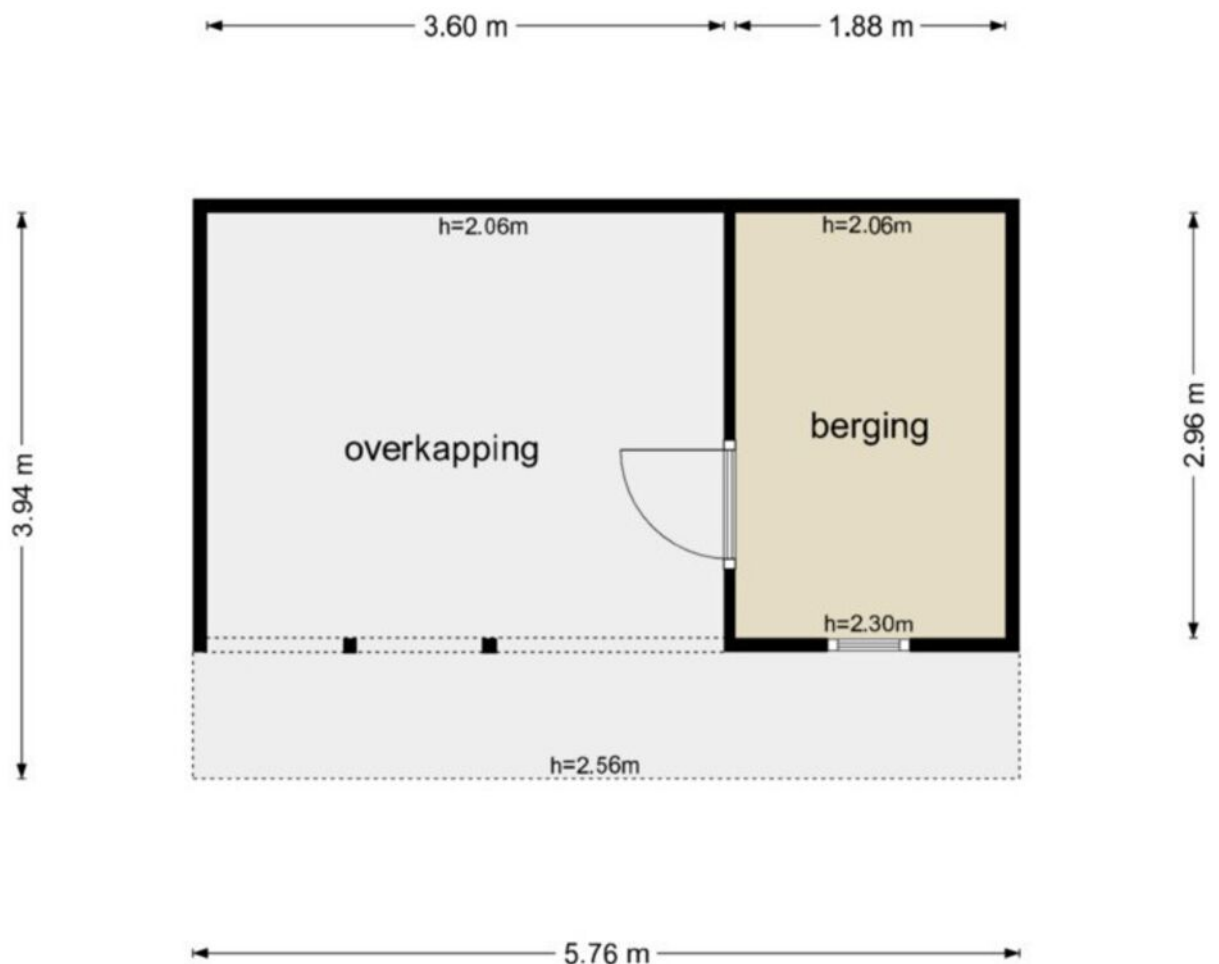 3.60 m
1.88 m
h=2.06m
h=2.06m
3.94 m
2.96 m
overkapping
berging
h=2.30m
h=2.56m
5.76 m